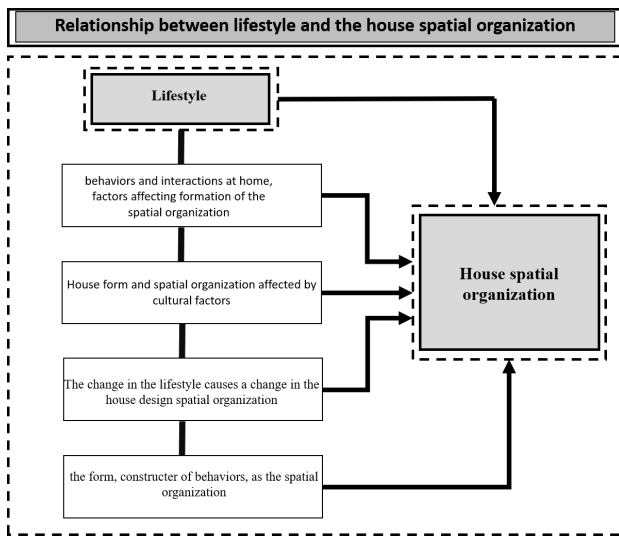 Relationship between lifestyle and the house spatial organization
Lifestyle
behaviors and interactions at home,
factors affecting formation of the
spatial organization
House form and spatial organization affected by
cultural factors
The change in the lifestyle causes a change in the
house design spatial organization
the form, constructer of behaviors, as the spatial
organization
House spatial
organization